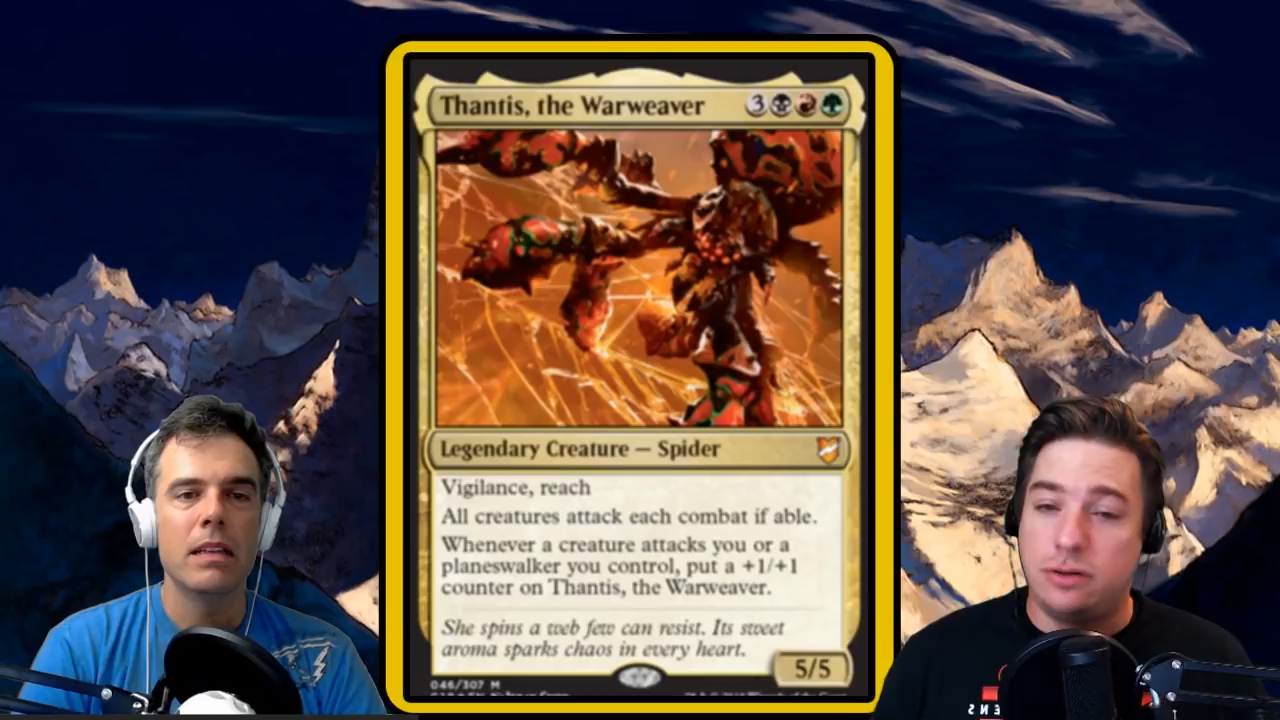 Thantis, the Warweaver 3
Legendary Creature — Spider
Vigilance, reach
All creatures attack each combat if able.
Whenever a creature attacks you or a
planeswalker you control, put a +1/+1
counter on Thantis, the Warweaver.
She spins a web few can resist. Its sweet
aroma sparks chaos in every heart.
5/5
046/307 M